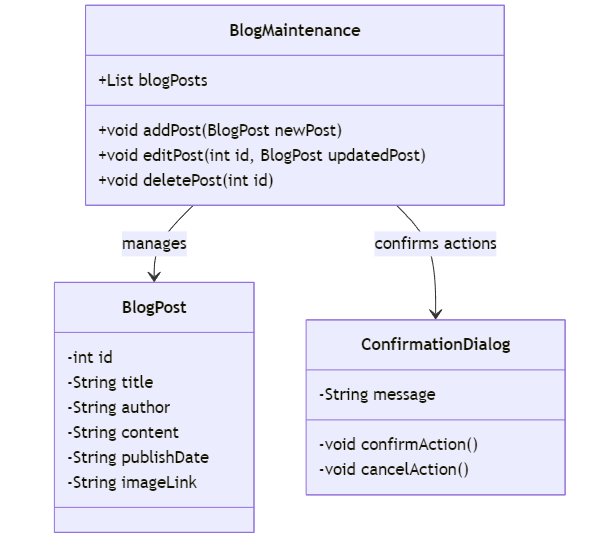 BlogMaintenance
+List blogPosts
+void addPost(BlogPost newPost)
+void editPost(int id, BlogPost updatedPost)
+void deletePost(int id)
manages
confirms actions
BlogPost
-int id
-String title
-String author
-String content
-String publishDate
-String imageLink
ConfirmationDialog
-String message
-void confirmAction()
-void cancelAction()